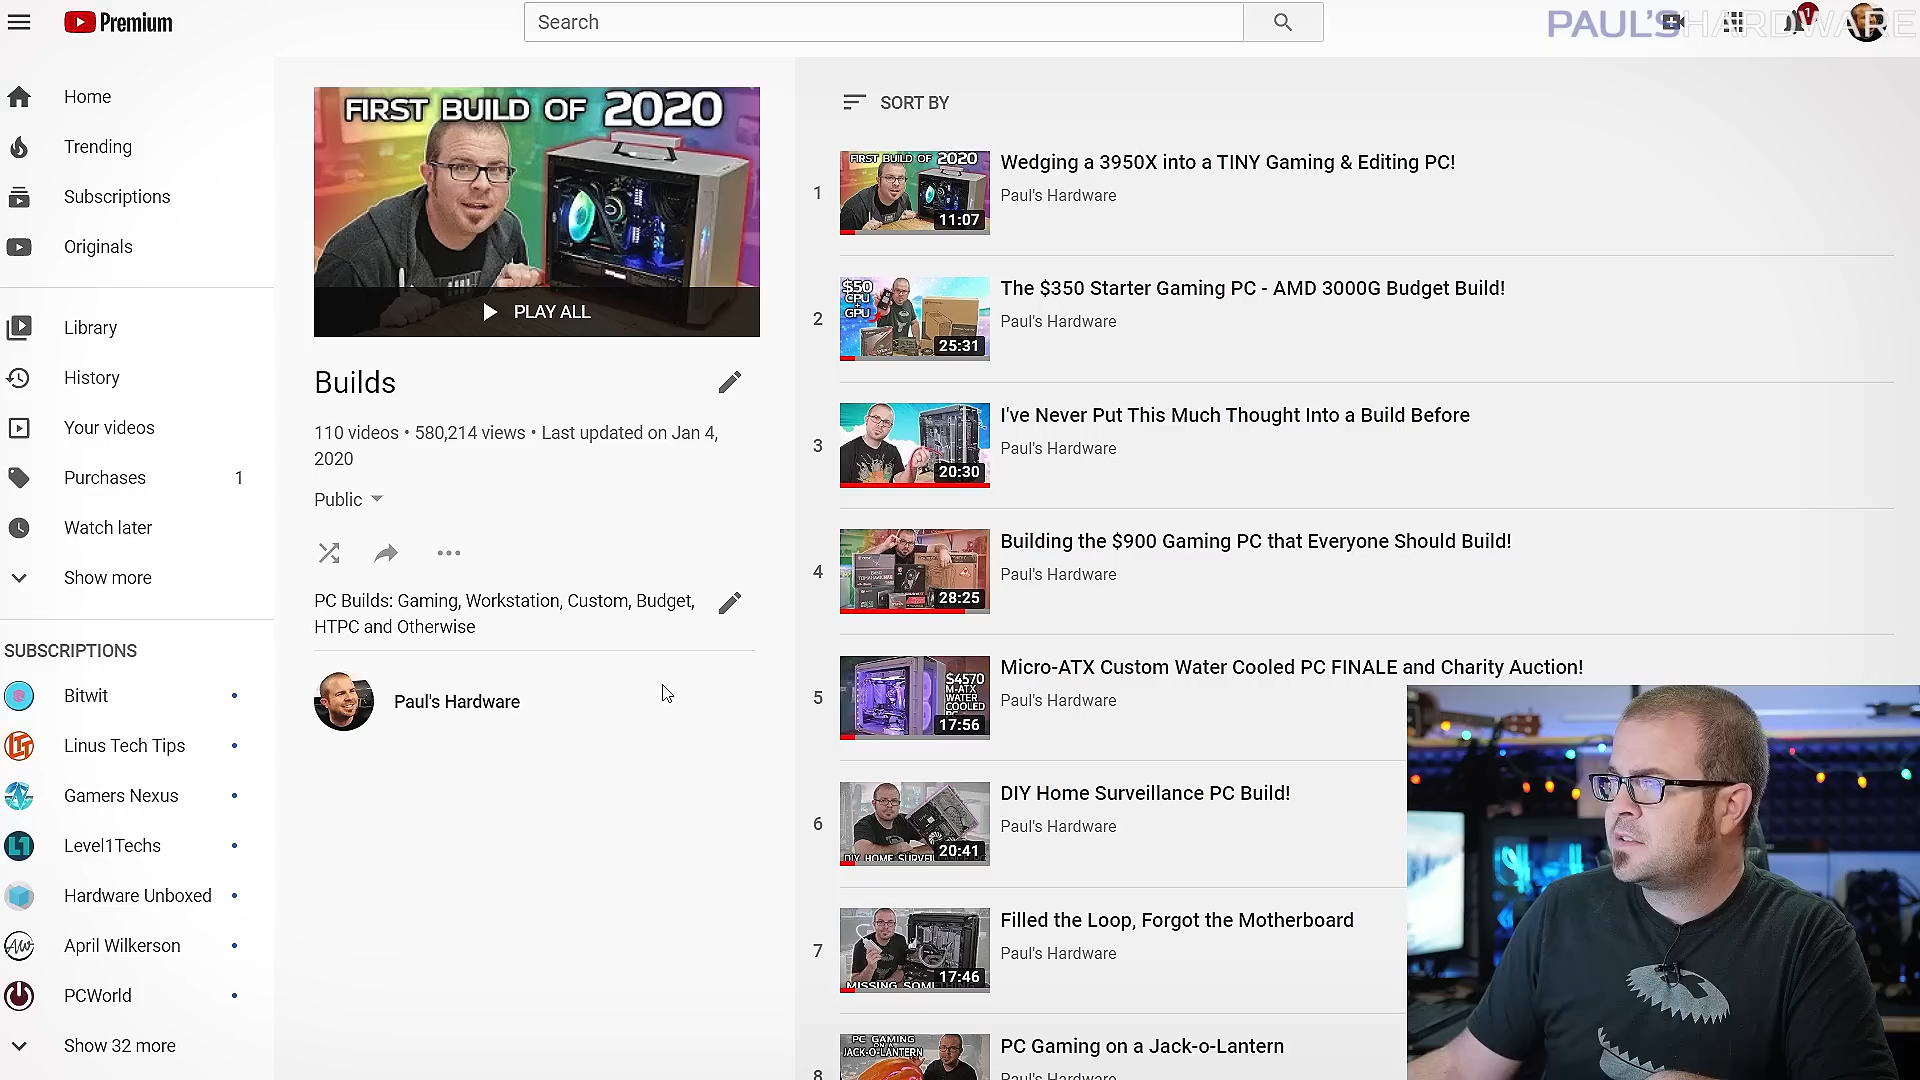 Premium
Search
PAUL'SHARDWARE
1
Home
Trending
Subscriptions
Originals
Library
History
Your videos
Purchases 1
Watch later
Show more
SUBSCRIPTIONS
Bitwit
Linus Tech Tips
Gamers Nexus
Level1Techs
Hardware Unboxed
April Wilkerson
PCWorld
Show 32 more
FIRST BUILD OF 2020
PLAY ALL
Builds
110 videos • 580,214 views • Last updated on Jan 4,
2020
Public
PC Builds: Gaming, Workstation, Custom, Budget,
HTPC and Otherwise
Paul's Hardware
SORT BY
1
FIRST BUILD OF 2020
11:07
Wedging a 3950X into a TINY Gaming & Editing PC!
Paul's Hardware
2
$50
CPU
+
GPU
25:31
The $350 Starter Gaming PC - AMD 3000G Budget Build!
Paul's Hardware
3
20:30
I've Never Put This Much Thought Into a Build Before
Paul's Hardware
4
28:25
Building the $900 Gaming PC that Everyone Should Build!
Paul's Hardware
5
$4570
M-ATX
WATER
COOLED
17:56
Micro-ATX Custom Water Cooled PC FINALE and Charity Auction!
Paul's Hardware
6
DIY HOME
20:41
DIY Home Surveillance PC Build!
Paul's Hardware
7
MISSING
17:46
Filled the Loop, Forgot the Motherboard
Paul's Hardware
8
PC GAMING
ON A
JACK-O-LANTERN
PC Gaming on a Jack-o-Lantern
Paul's Hardware